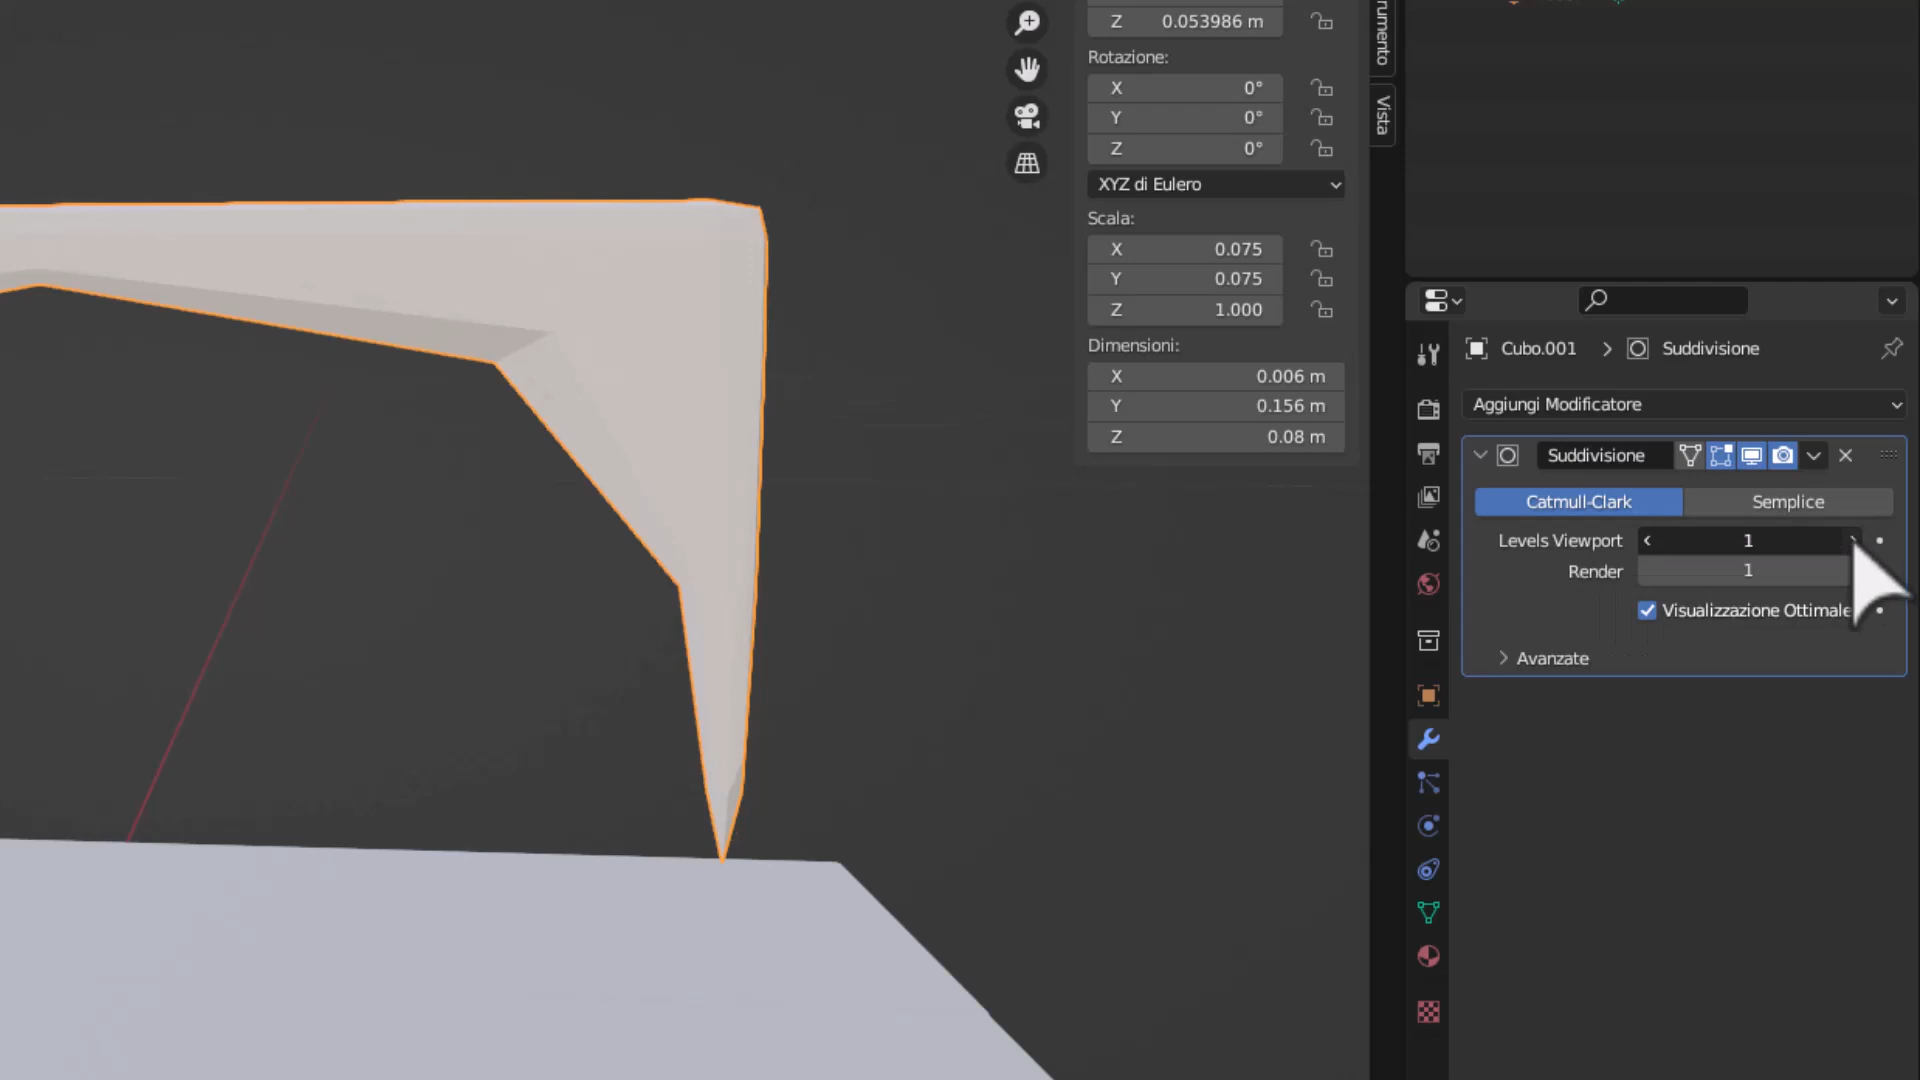 Z 0.053986 m
Rotazione:
X 0°
Y 0°
Z 0°
XYZ di Eulero
Scala:
X 0.075
Y 0.075
Z 1.000
Dimensioni:
X 0.006 m
Y 0.156 m
Z 0.08 m
Vista
Cubo.001 > Suddivisione
Aggiungi Modificatore
Suddivisione
Catmull-Clark Semplice
Levels Viewport 1
Render 1
Visualizzazione Ottimale
Avanzate